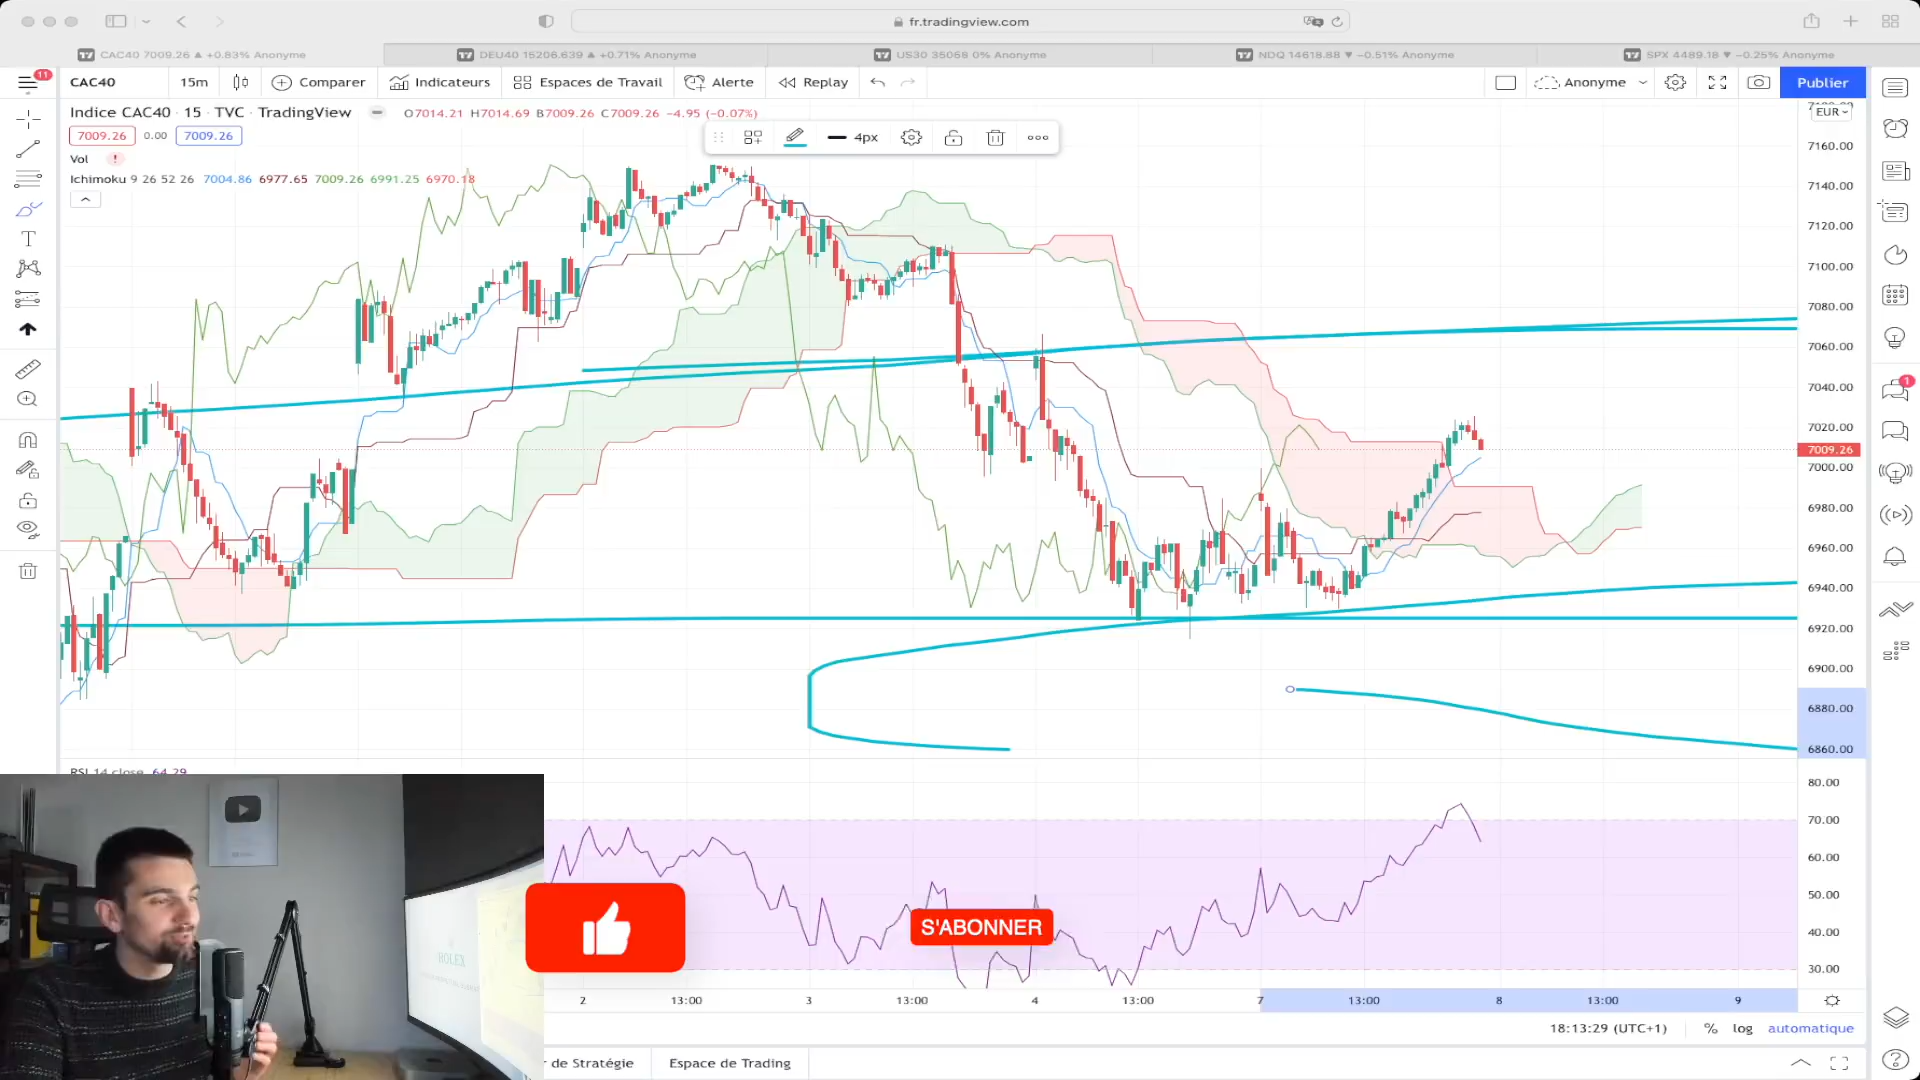 fr.tradingview.com
CAC40 7009.26 ▲ +0.83% Anonyme
DEU40 15206.639 ▲ +0.71% Anonyme
US30 35068 0% Anonyme
NDQ 14618.88 ▼ −0.51% Anonyme
SPX 4489.18 ▼ −0.25% Anonyme
11
CAC40
15m
Comparer
Indicateurs
Espaces de Travail
Alerte
Replay
Anonyme
Publier
Indice CAC40 · 15 · TVC · TradingView
O7014.21 H7014.69 B7009.26 C7009.26 −4.95 (−0.07%)
EUR
7009.26
0.00
7009.26
4px
Vol
Ichimoku 9 26 52 26 7004.86 6977.65 7009.26 6991.25 6970.18
7160.00
7140.00
7120.00
7100.00
7080.00
7060.00
7040.00
7020.00
7009.26
7000.00
6980.00
6960.00
6940.00
6920.00
6900.00
6880.00
6860.00
1
RSI 14 close 64.29
80.00
70.00
60.00
50.00
40.00
30.00
ROLEX
S'ABONNER
2
13:00
3
13:00
4
13:00
7
13:00
8
13:00
9
18:13:29 (UTC+1)
%
log
automatique
r de Stratégie
Espace de Trading